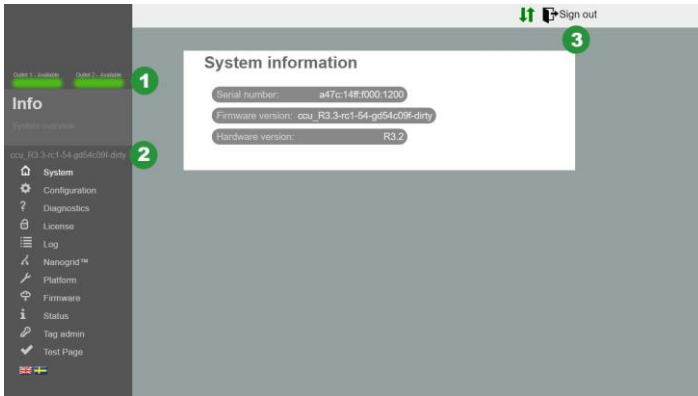 Sign out
3
Outlet 1 - Available Outlet 2 - Available
1
System information
Serial number: a47c:14ff:f000:1200
Firmware version: ccu_R3.3-rc1-54-gd54c09f-dirty
Hardware version: R3.2
Info
System overview
ccu_R3.3-rc1-54-gd54c09f-dirty
2
System
Configuration
Diagnostics
License
Log
Nanogrid™
Platform
Firmware
Status
Tag admin
Test Page